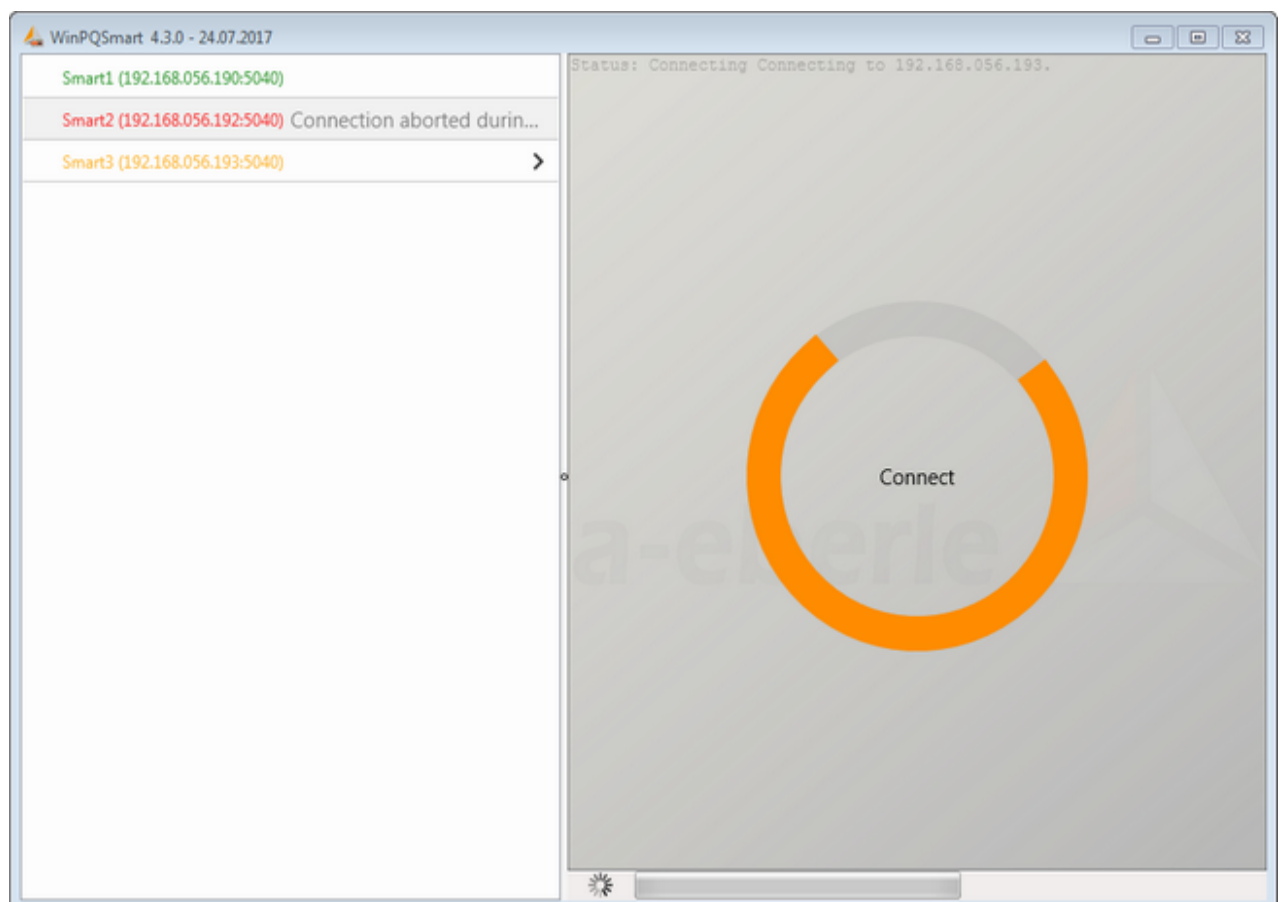 WinPQSmart 4.3.0 - 24.07.2017
Smart1 (192.168.056.190:5040)
Smart2 (192.168.056.192:5040) Connection aborted durin...
Smart3 (192.168.056.193:5040)
Status: Connecting Connecting to 192.168.056.193.
Connect
a-eberle